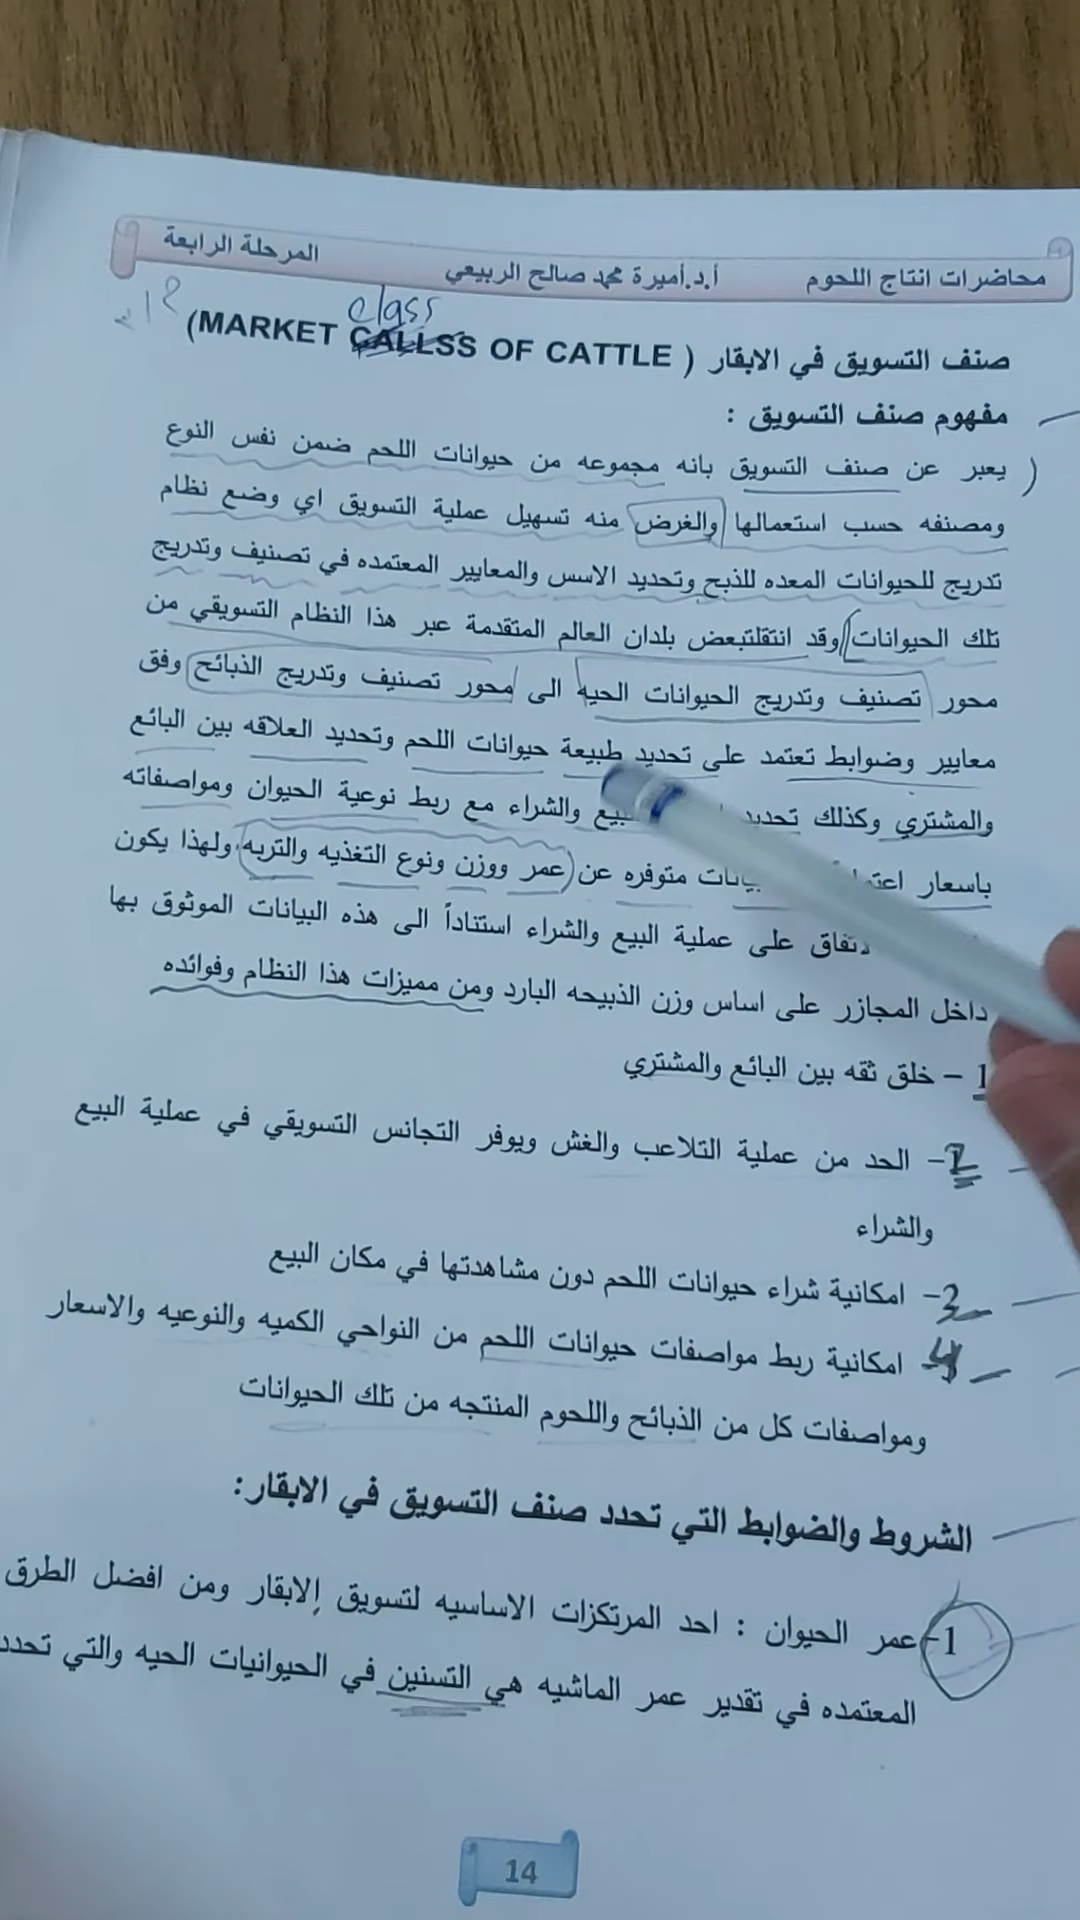 محاضرات انتاج اللحوم أ.د.أميرة محمد صالح الربيعي المرحلة الرابعة
class
صنف التسويق في الابقار ( MARKET CALLSS OF CATTLE)
مفهوم صنف التسويق :
يعبر عن صنف التسويق بانه مجموعه من حيوانات اللحم ضمن نفس النوع
ومصنفه حسب استعمالها والغرض منه تسهيل عملية التسويق اي وضع نظام
تدريج للحيوانات المعده للذبح وتحديد الاسس والمعايير المعتمده في تصنيف وتدريج
تلك الحيوانات وقد انتقلتبعض بلدان العالم المتقدمة عبر هذا النظام التسويقي من
محور تصنيف وتدريج الحيوانات الحيه الى محور تصنيف وتدريج الذبائح وفق
معايير وضوابط تعتمد على تحديد طبيعة حيوانات اللحم وتحديد العلاقه بين البائع
والمشتري وكذلك تحديد والشراء مع ربط نوعية الحيوان ومواصفاته
باسعار متوفره عن عمر ووزن ونوع التغذيه والتربه ولهذا يكون
على عملية البيع والشراء استناداً الى هذه البيانات الموثوق بها
داخل المجازر على اساس وزن الذبيحه البارد ومن مميزات هذا النظام وفوائده
1 – خلق ثقه بين البائع والمشتري
2– الحد من عملية التلاعب والغش ويوفر التجانس التسويقي في عملية البيع
والشراء
3– امكانية شراء حيوانات اللحم دون مشاهدتها في مكان البيع
4– امكانية ربط مواصفات حيوانات اللحم من النواحي الكميه والنوعيه والاسعار
ومواصفات كل من الذبائح واللحوم المنتجه من تلك الحيوانات
الشروط والضوابط التي تحدد صنف التسويق في الابقار:
1– عمر الحيوان : احد المرتكزات الاساسيه لتسويق الابقار ومن افضل الطرق
المعتمده في تقدير عمر الماشيه هي التسنين في الحيوانيات الحيه والتي تحدد
14